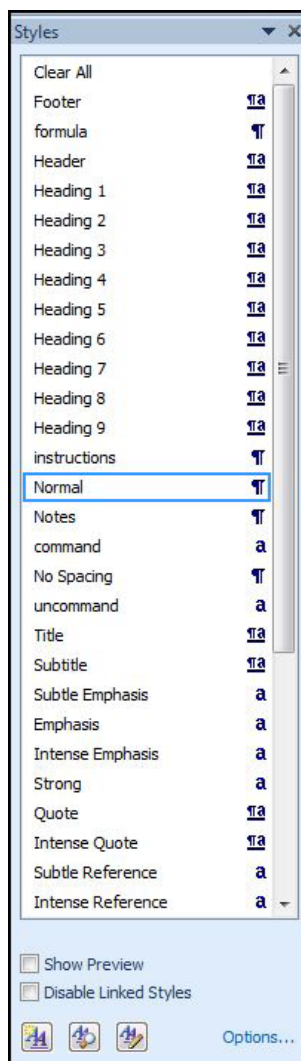 Styles
Clear All
Footer ¶a
formula ¶
Header ¶a
Heading 1 ¶a
Heading 2 ¶a
Heading 3 ¶a
Heading 4 ¶a
Heading 5 ¶a
Heading 6 ¶a
Heading 7 ¶a
Heading 8 ¶a
Heading 9 ¶a
instructions ¶
Normal ¶
Notes ¶
command a
No Spacing ¶
uncommand a
Title ¶a
Subtitle ¶a
Subtle Emphasis a
Emphasis a
Intense Emphasis a
Strong a
Quote ¶a
Intense Quote ¶a
Subtle Reference a
Intense Reference a
Show Preview
Disable Linked Styles
Options...